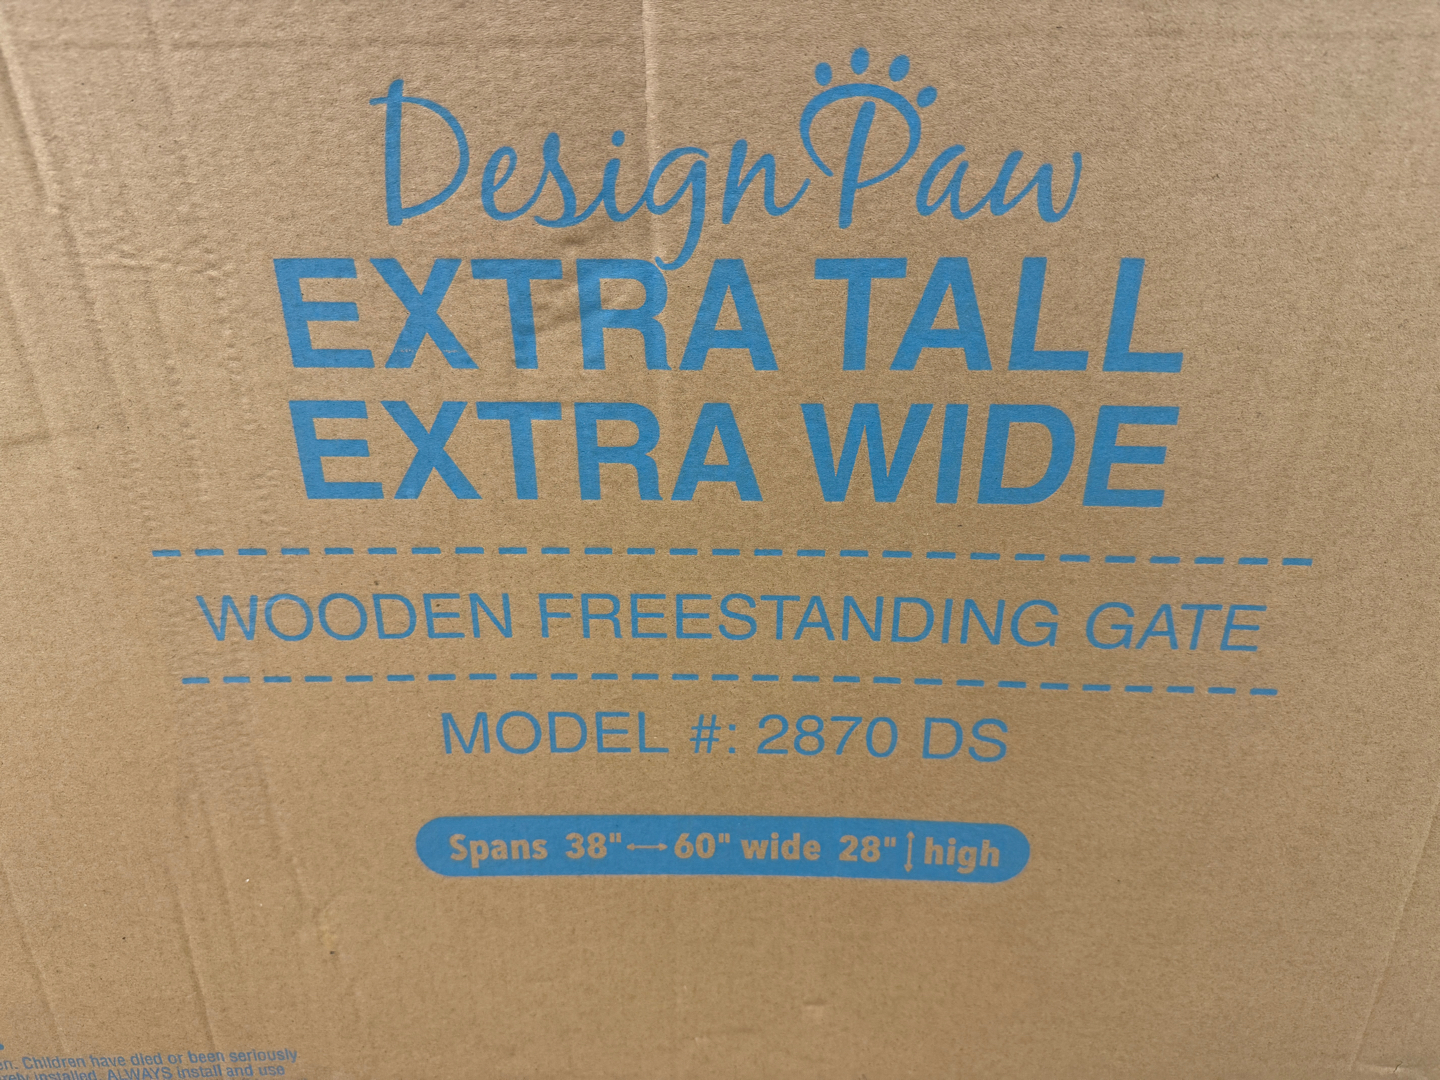 Design Paw
EXTRA TALL
EXTRA WIDE
WOODEN FREESTANDING GATE
MODEL #: 2870 DS
Spans 38"↔60" wide 28"↕high
Children have died or been seriously
installed. ALWAYS install and use